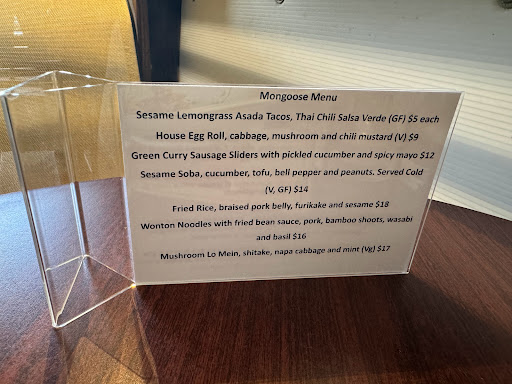 Mongoose Menu
Sesame Lemongrass Asada Tacos, Thai Chili Salsa Verde (GF) $5 each
House Egg Roll, cabbage, mushroom and chili mustard (V) $9
Green Curry Sausage Sliders with pickled cucumber and spicy mayo $12
Sesame Soba, cucumber, tofu, bell pepper and peanuts. Served Cold
(V, GF) $14
Fried Rice, braised pork belly, furikake and sesame $18
Wonton Noodles with fried bean sauce, pork, bamboo shoots, wasabi
and basil $16
Mushroom Lo Mein, shitake, napa cabbage and mint (Vg) $17